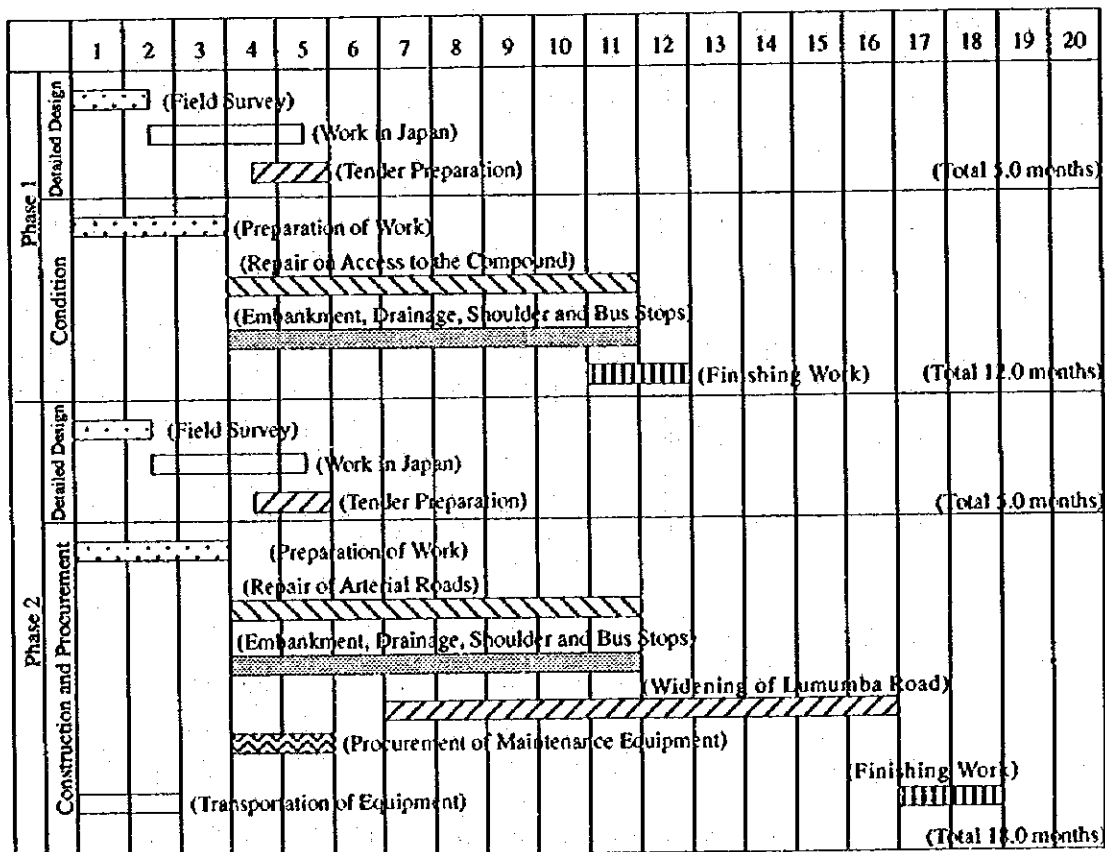 1 2 3 4 5 6 7 8 9 10 11 12 13 14 15 16 17 18 19 20
Phase 1
Detailed Design
(Field Survey)
(Work in Japan)
(Tender Preparation)
(Total 5.0 months)
Condition
(Preparation of Work)
(Repair on Access to the Compound)
(Embankment, Drainage, Shoulder and Bus Stops)
(Finishing Work)
(Total 12.0 months)
Phase 2
Detailed Design
(Field Survey)
(Work in Japan)
(Tender Preparation)
(Total 5.0 months)
Construction and Procurement
(Preparation of Work)
(Repair of Arterial Roads)
(Embankment, Drainage, Shoulder and Bus Stops)
(Widening of Lumumba Road)
(Procurement of Maintenance Equipment)
(Finishing Work)
(Transportation of Equipment)
(Total 18.0 months)